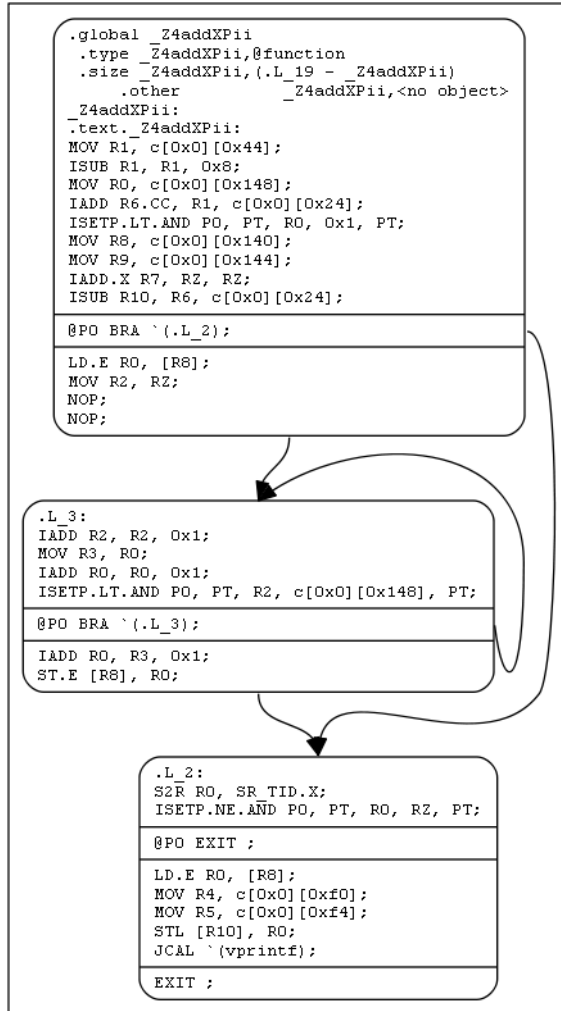 .global _Z4addXPii
.type _Z4addXPii,@function
.size _Z4addXPii,(.L_19 - _Z4addXPii)
.other _Z4addXPii,<no object>
_Z4addXPii:
.text._Z4addXPii:
MOV R1, c[0x0][0x44];
ISUB R1, R1, 0x8;
MOV R0, c[0x0][0x148];
IADD R6.CC, R1, c[0x0][0x24];
ISETP.LT.AND P0, PT, R0, 0x1, PT;
MOV R8, c[0x0][0x140];
MOV R9, c[0x0][0x144];
IADD.X R7, RZ, RZ;
ISUB R10, R6, c[0x0][0x24];
@P0 BRA `(.L_2);
LD.E R0, [R8];
MOV R2, RZ;
NOP;
NOP;
.L_3:
IADD R2, R2, 0x1;
MOV R3, R0;
IADD R0, R0, 0x1;
ISETP.LT.AND P0, PT, R2, c[0x0][0x148], PT;
@P0 BRA `(.L_3);
IADD R0, R3, 0x1;
ST.E [R8], R0;
.L_2:
S2R R0, SR_TID.X;
ISETP.NE.AND P0, PT, R0, RZ, PT;
@P0 EXIT ;
LD.E R0, [R8];
MOV R4, c[0x0][0xf0];
MOV R5, c[0x0][0xf4];
STL [R10], R0;
JCAL `(vprintf);
EXIT ;